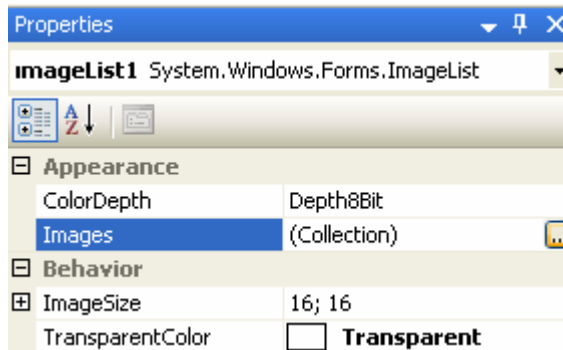 Properties
imageList1 System.Windows.Forms.ImageList
A Z
Appearance
ColorDepth Depth8Bit
Images (Collection) ...
Behavior
ImageSize 16; 16
TransparentColor Transparent